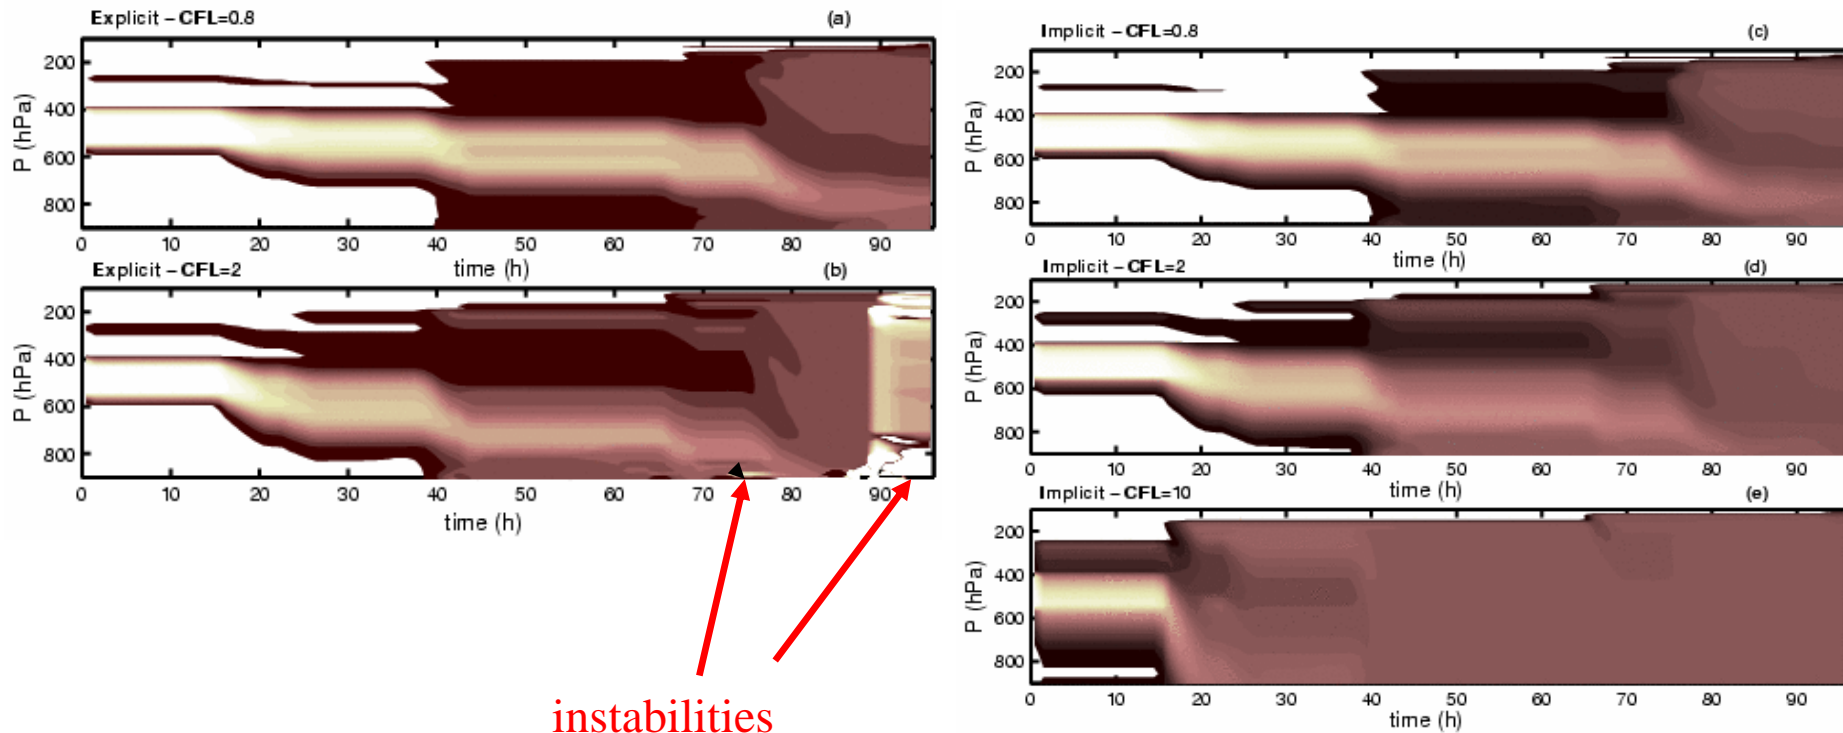 Explicit – CFL=0.8 (a)
200
400
600
800
P (hPa)
0 10 20 30 40 50 60 70 80 90
time (h)
Explicit – CFL=2 (b)
200
400
600
800
P (hPa)
0 10 20 30 40 50 60 70 80 90
time (h)
instabilities
Implicit – CFL=0.8 (c)
200
400
600
800
P (hPa)
0 10 20 30 40 50 60 70 80 90
time (h)
Implicit – CFL=2 (d)
200
400
600
800
P (hPa)
0 10 20 30 40 50 60 70 80 90
time (h)
Implicit – CFL=10 (e)
200
400
600
800
P (hPa)
0 10 20 30 40 50 60 70 80 90
time (h)